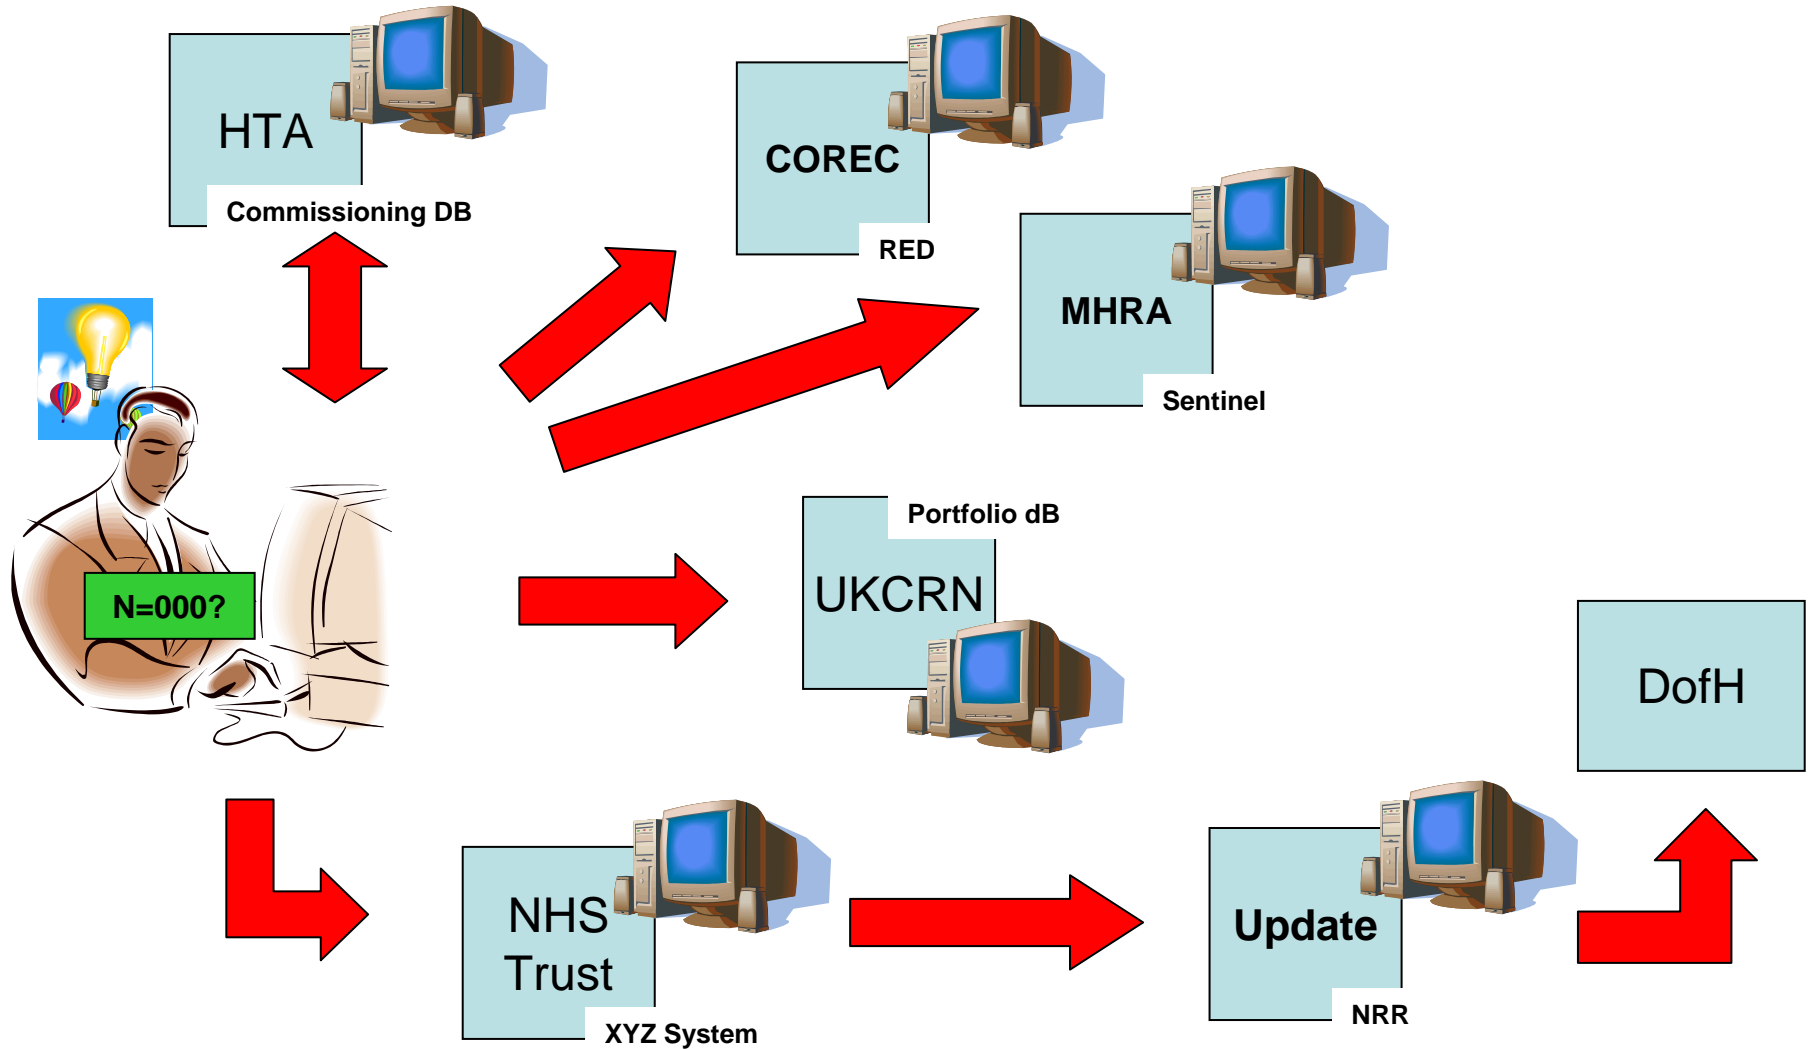 HTA
Commissioning DB
COREC
RED
MHRA
Sentinel
Portfolio dB
UKCRN
N=000?
DofH
NHS
Trust
XYZ System
Update
NRR